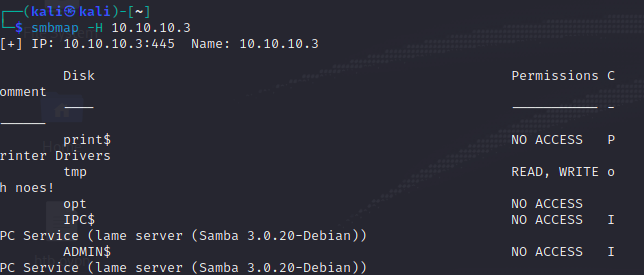 ┌──(kali㉿kali)-[~]
└─$ smbmap -H 10.10.10.3
[+] IP: 10.10.10.3:445  Name: 10.10.10.3
Disk Permissions C
omment
---- ----------- -
------
print$ NO ACCESS P
rinter Drivers
tmp READ, WRITE o
h noes!
opt NO ACCESS
IPC$ NO ACCESS I
PC Service (lame server (Samba 3.0.20-Debian))
ADMIN$ NO ACCESS I
PC Service (lame server (Samba 3.0.20-Debian))